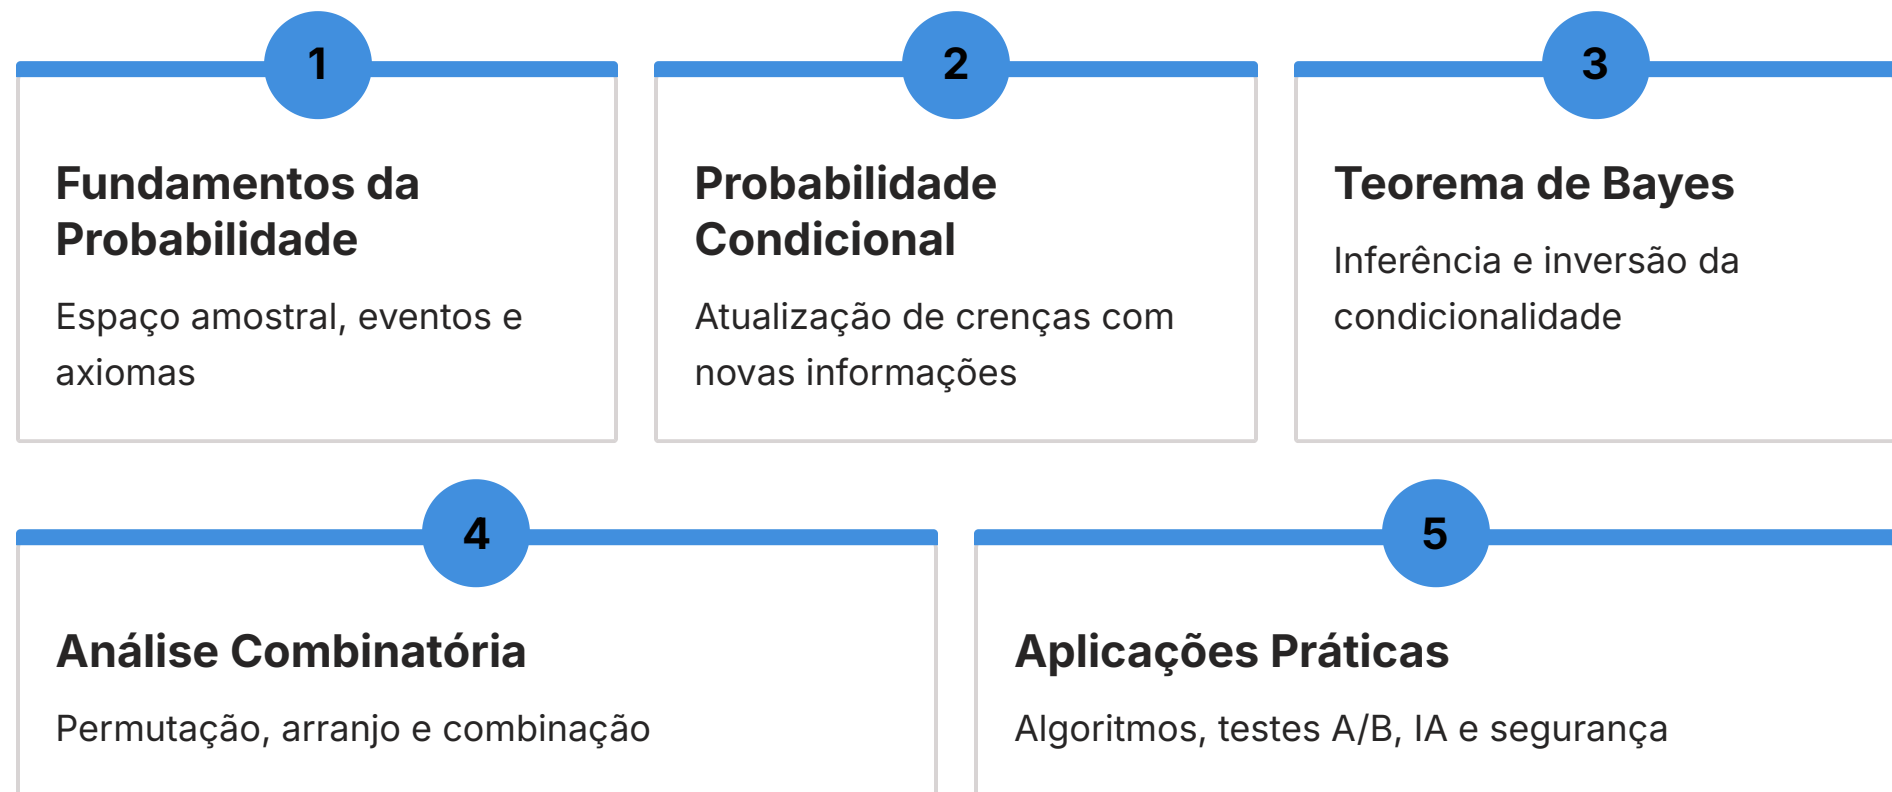 1
Fundamentos da
Probabilidade
Espaço amostral, eventos e
axiomas
2
Probabilidade
Condicional
Atualização de crenças com
novas informações
3
Teorema de Bayes
Inferência e inversão da
condicionalidade
4
Análise Combinatória
Permutação, arranjo e combinação
5
Aplicações Práticas
Algoritmos, testes A/B, IA e segurança